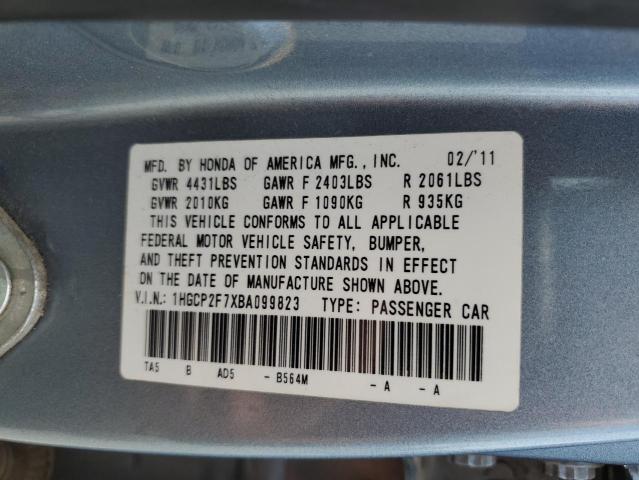 MFD. BY HONDA OF AMERICA MFG., INC. 02/'11
GVWR 4431LBS GAWR F 2403LBS R 2061LBS
GVWR 2010KG GAWR F 1090KG R 935KG
THIS VEHICLE CONFORMS TO ALL APPLICABLE
FEDERAL MOTOR VEHICLE SAFETY, BUMPER,
AND THEFT PREVENTION STANDARDS IN EFFECT
ON THE DATE OF MANUFACTURE SHOWN ABOVE.
V.I.N.: 1HGCP2F7XBA099823 TYPE: PASSENGER CAR
TA5 B AD5 - B564M - A - A